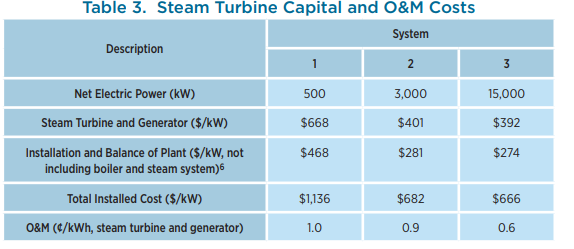 Table 3. Steam Turbine Capital and O&M Costs
Description
System
1 2 3
Net Electric Power (kW) 500 3,000 15,000
Steam Turbine and Generator ($/kW) $668 $401 $392
Installation and Balance of Plant ($/kW, not
including boiler and steam system)⁶ $468 $281 $274
Total Installed Cost ($/kW) $1,136 $682 $666
O&M (¢/kWh, steam turbine and generator) 1.0 0.9 0.6